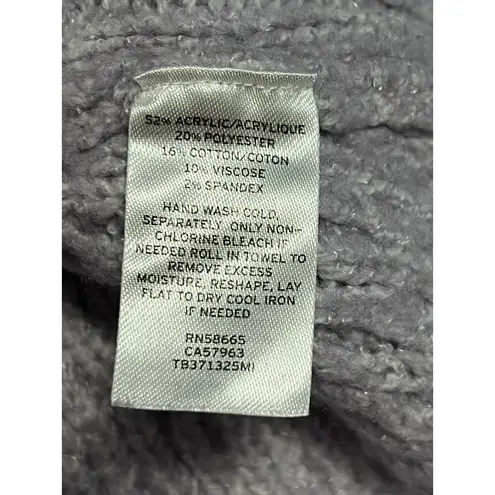 52% ACRYLIC/ACRYLIQUE
20% POLYESTER
16% COTTON/COTON
10% VISCOSE
2% SPANDEX
HAND WASH COLD,
SEPARATELY, ONLY NON-
CHLORINE BLEACH IF
NEEDED ROLL IN TOWEL TO
REMOVE EXCESS
MOISTURE, RESHAPE, LAY
FLAT TO DRY COOL IRON
IF NEEDED
RN58665
CA57963
TB371325MI